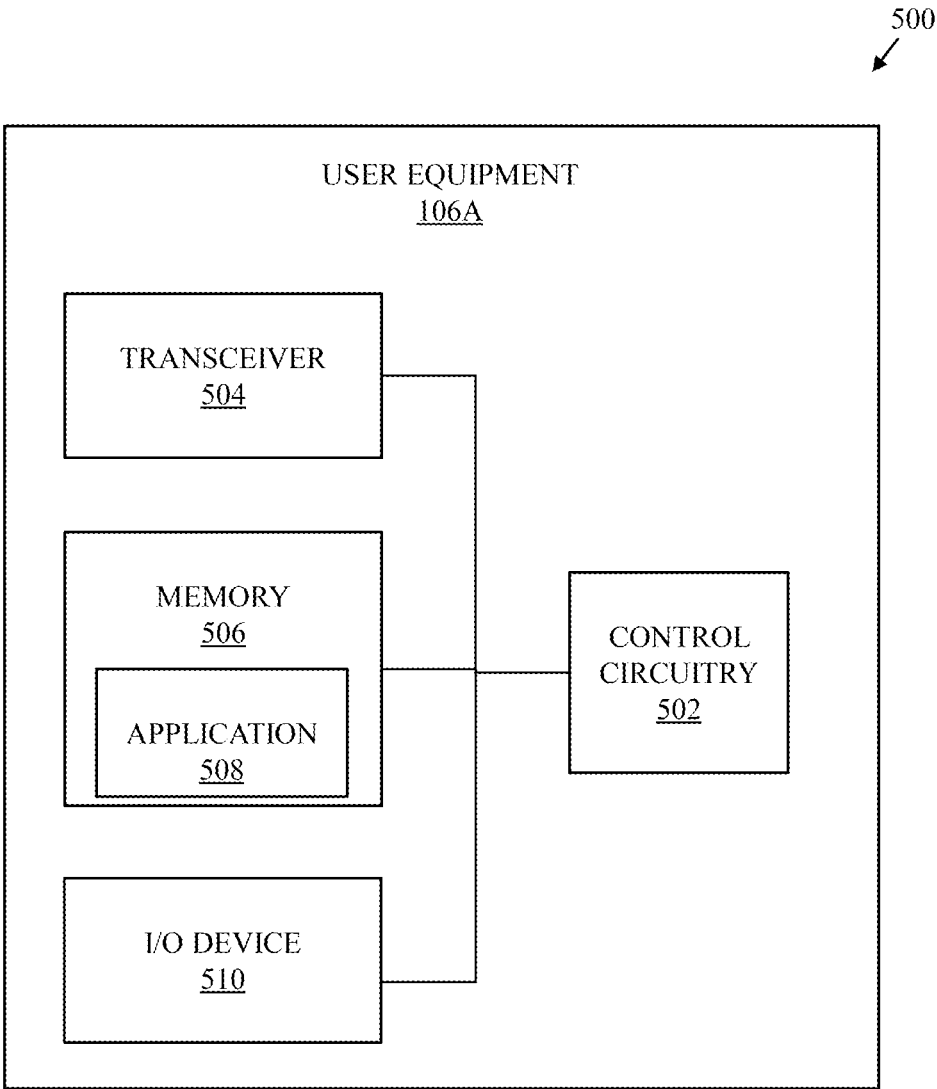 500
USER EQUIPMENT
106A
TRANSCEIVER
504
MEMORY
506
APPLICATION
508
I/O DEVICE
510
CONTROL
CIRCUITRY
502